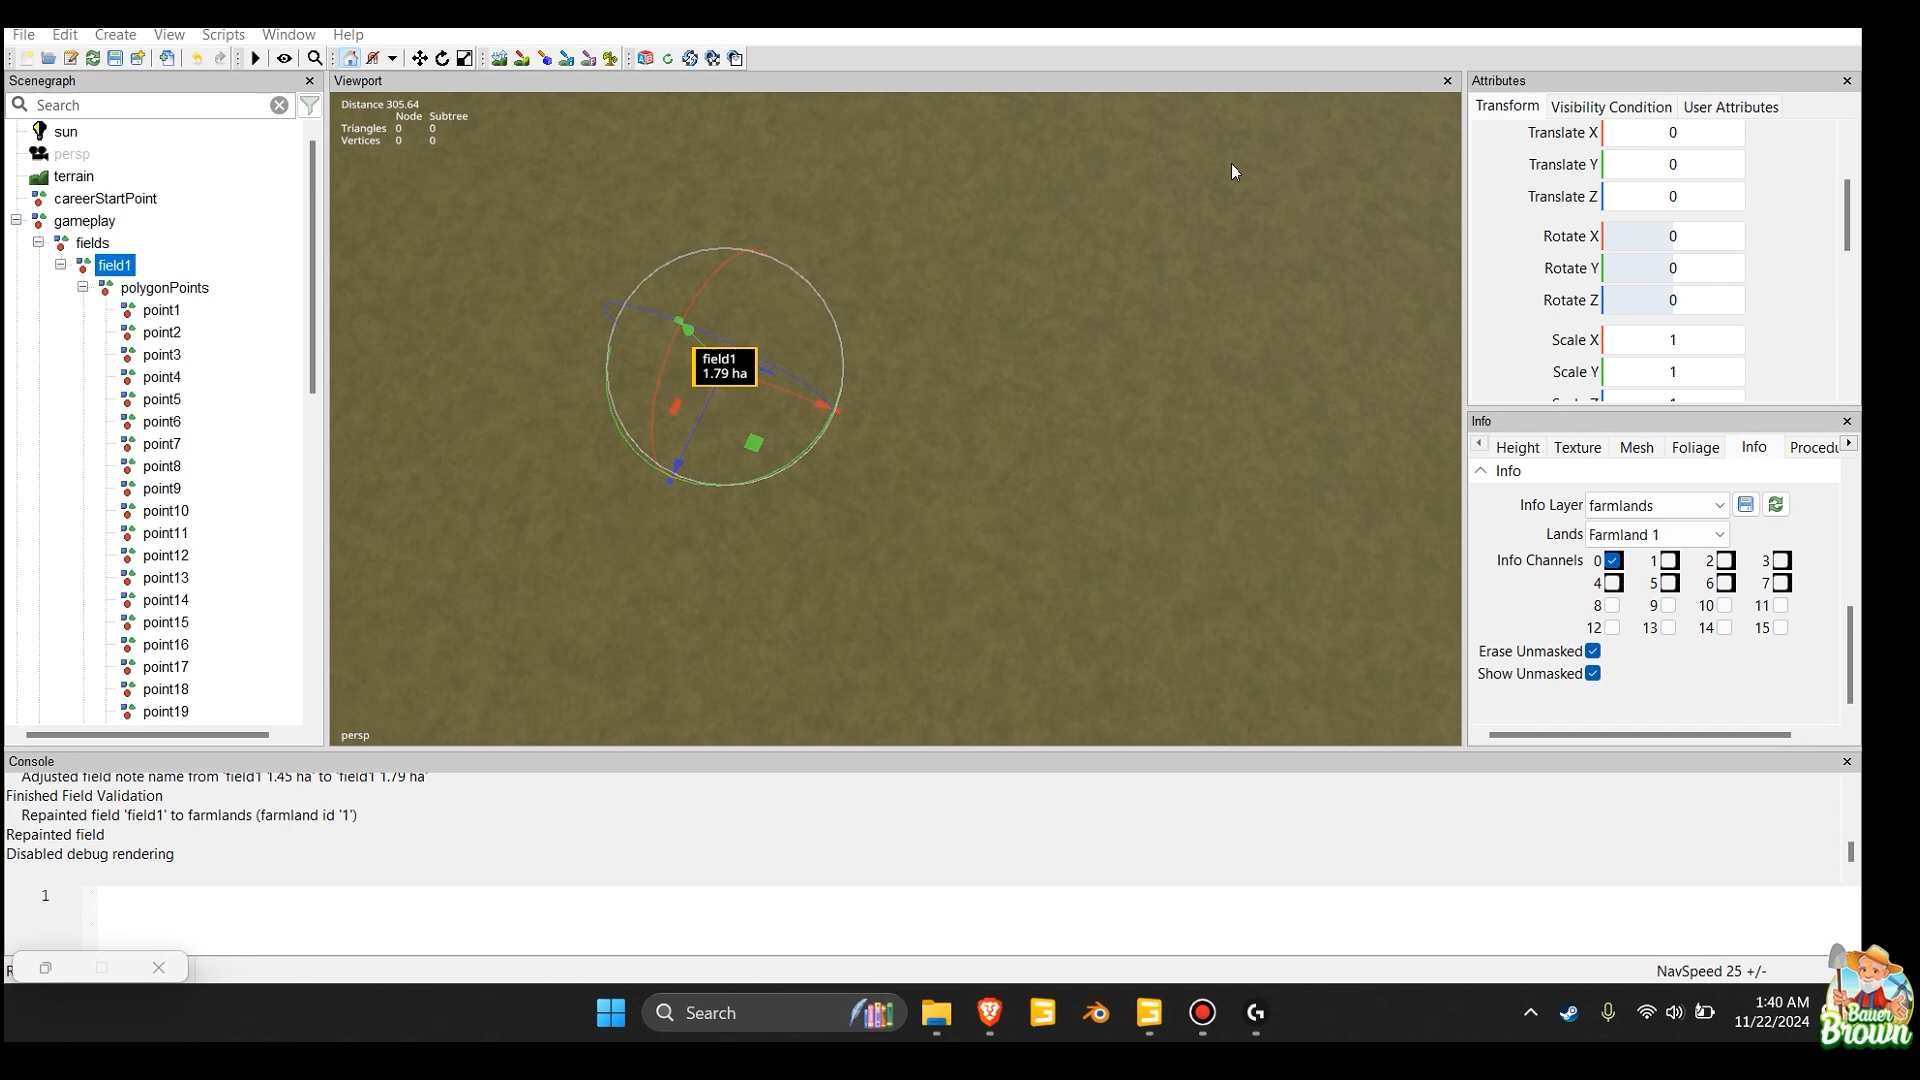 File Edit Create View Scripts Window Help
Scenegraph
Search
sun
persp
terrain
careerStartPoint
gameplay
fields
field1
polygonPoints
point1
point2
point3
point4
point5
point6
point7
point8
point9
point10
point11
point12
point13
point14
point15
point16
point17
point18
point19
Viewport
Distance 305.64
Node Subtree
Triangles 0 0
Vertices 0 0
field1
1.79 ha
persp
Attributes
Transform Visibility Condition User Attributes
Translate X 0
Translate Y 0
Translate Z 0
Rotate X 0
Rotate Y 0
Rotate Z 0
Scale X 1
Scale Y 1
Info
Height Texture Mesh Foliage Info Procedu
Info
Info Layer farmlands
Lands Farmland 1
Info Channels 0 1 2 3
4 5 6 7
8 9 10 11
12 13 14 15
Erase Unmasked
Show Unmasked
Console
Adjusted field note name from 'field1 1.45 ha' to 'field1 1.79 ha'
Finished Field Validation
Repainted field 'field1' to farmlands (farmland id '1')
Repainted field
Disabled debug rendering
1
NavSpeed 25 +/-
Search
1:40 AM
11/22/2024
Bauer
Brown